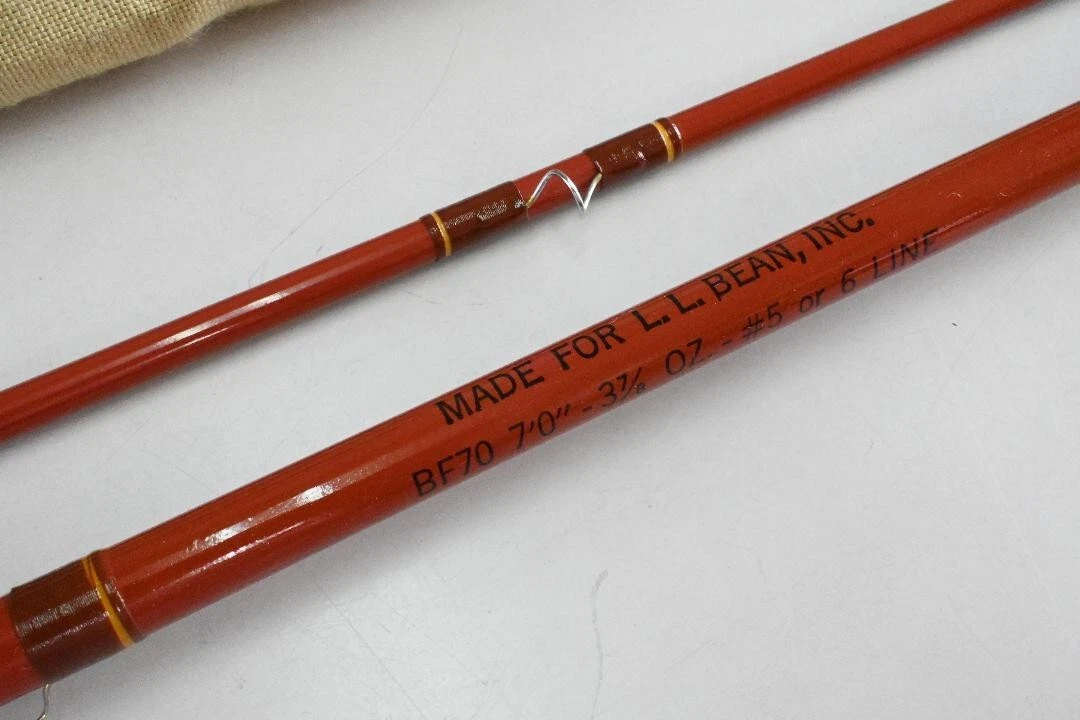 MADE FOR L.L. BEAN, INC.
BF70 7'0" - 3⅞ OZ. - #5 or 6 LINE